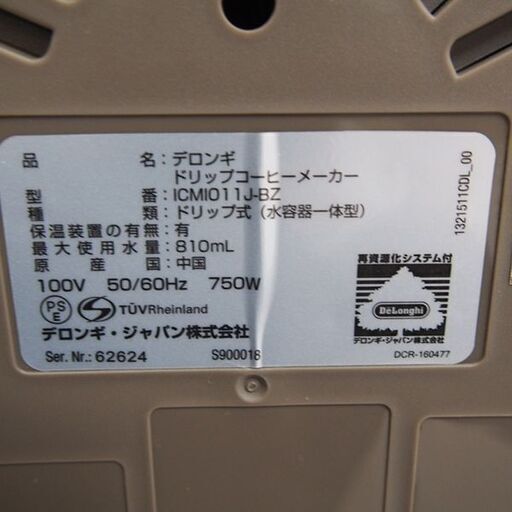 品 名：デロンギ
ドリップコーヒーメーカー
型 番：ICMI011J-BZ
種 類：ドリップ式（水容器一体型）
保温装置の有無：有
最大使用水量：810mL
原 産 国：中国
100V 50/60Hz 750W
PS E TÜVRheinland
デロンギ・ジャパン株式会社
Ser. Nr.: 62624 S900018
1321511CDL_00
再資源化システム付
DeLonghi
デロンギ・ジャパン株式会社
DCR-160477